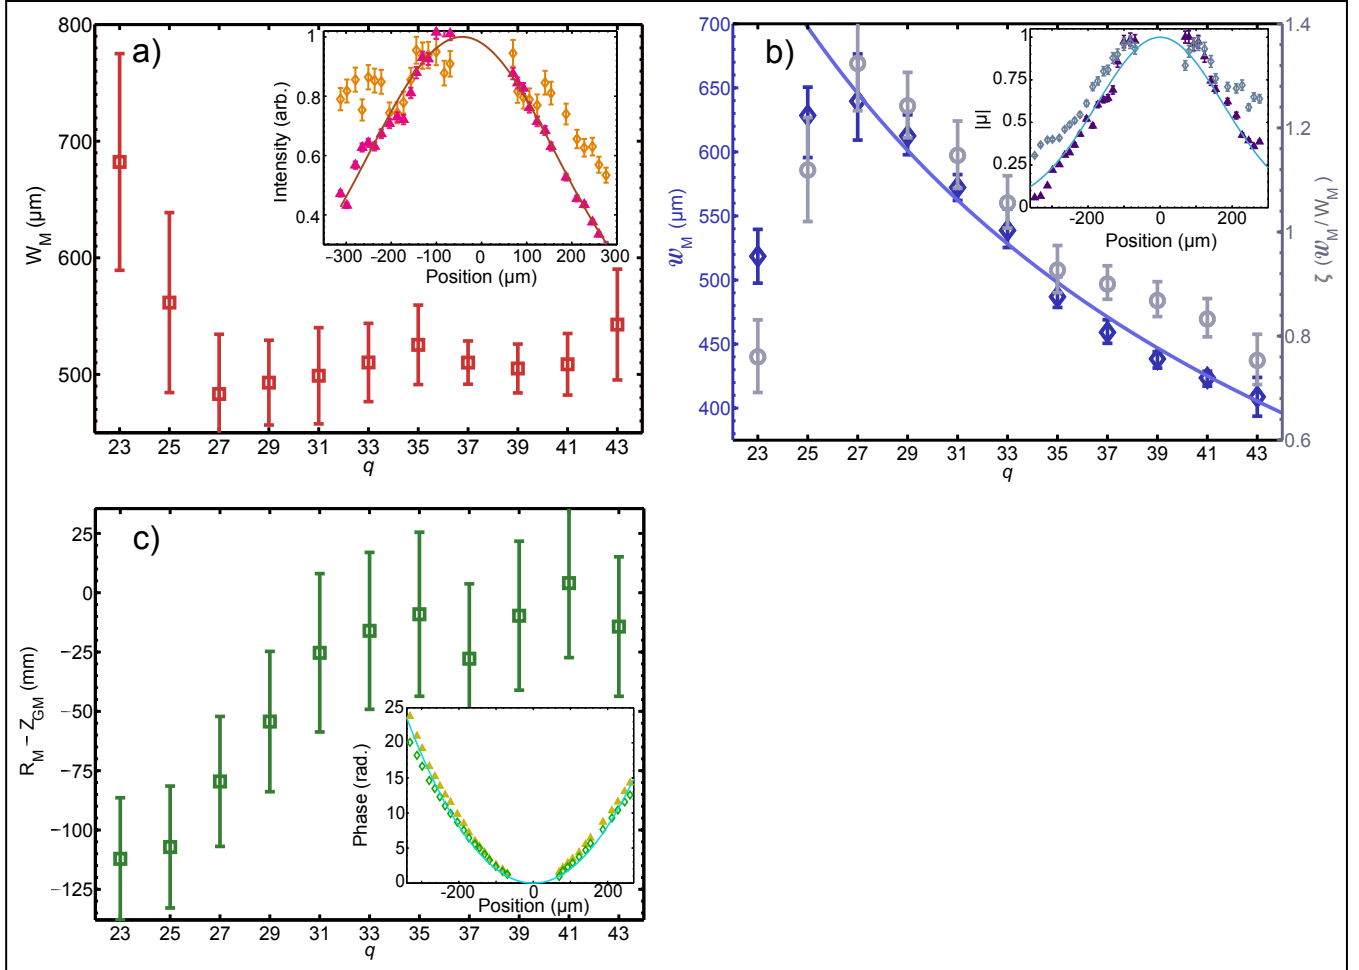 a)
800
700
600
500
W_M (μm)
23 25 27 29 31 33 35 37 39 41 43
q
1
0.8
0.6
0.4
Intensity (arb.)
-300 -200 -100 0 100 200 300
Position (μm)
b)
700
650
600
550
500
450
400
w_M (μm)
23 25 27 29 31 33 35 37 39 41 43
q
1.4
1.2
1
0.8
0.6
ζ (w_M/W_M)
1
0.75
0.5
0.25
0
|μ|
-200 0 200
Position (μm)
c)
25
0
−25
−50
−75
−100
−125
R_M − Z_GM (mm)
23 25 27 29 31 33 35 37 39 41 43
q
25
20
15
10
5
0
Phase (rad.)
-200 0 200
Position (μm)